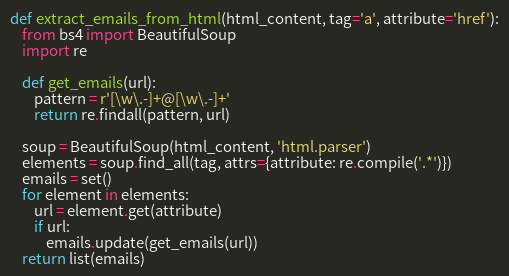 def extract_emails_from_html(html_content, tag='a', attribute='href'):
    from bs4 import BeautifulSoup
    import re

    def get_emails(url):
        pattern = r'[\w\.-]+@[\w\.-]+'
        return re.findall(pattern, url)

    soup = BeautifulSoup(html_content, 'html.parser')
    elements = soup.find_all(tag, attrs={attribute: re.compile('.*')})
    emails = set()
    for element in elements:
        url = element.get(attribute)
        if url:
            emails.update(get_emails(url))
    return list(emails)